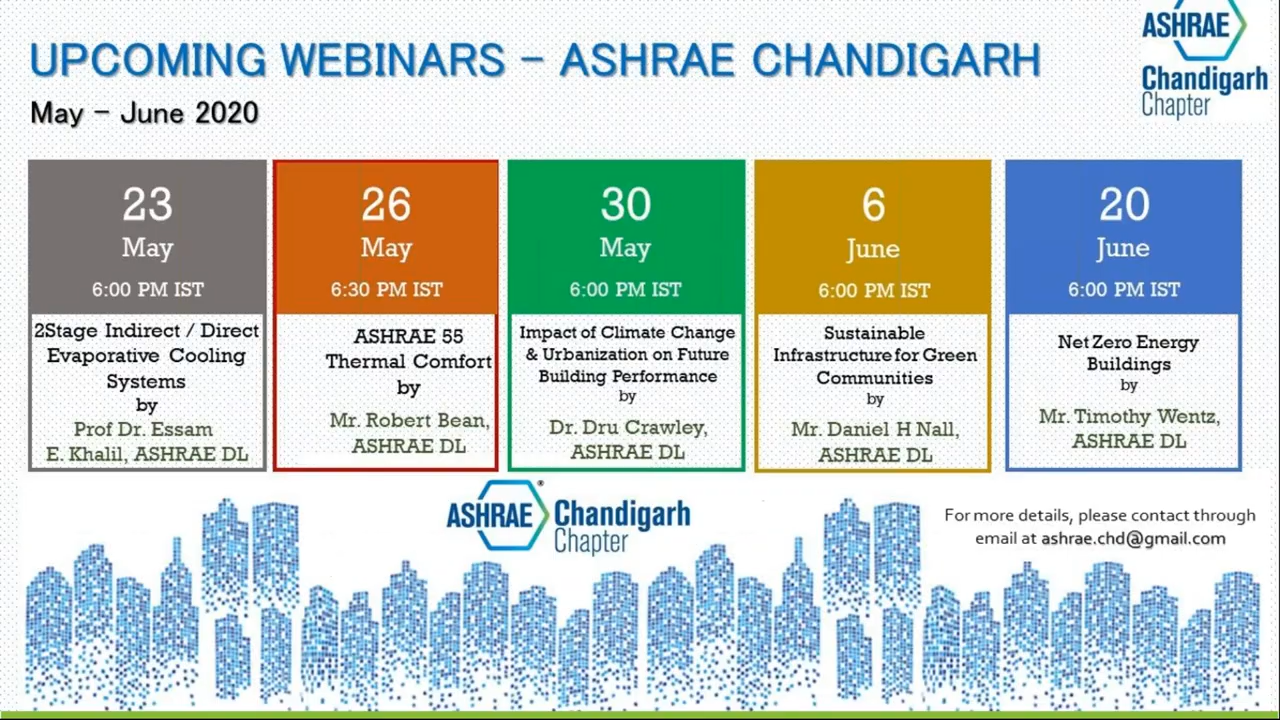 UPCOMING WEBINARS – ASHRAE CHANDIGARH
May – June 2020
ASHRAE
Chandigarh
Chapter
23
May
6:00 PM IST
2Stage Indirect / Direct
Evaporative Cooling
Systems
by
Prof Dr. Essam
E. Khalil, ASHRAE DL
26
May
6:30 PM IST
ASHRAE 55
Thermal Comfort
by
Mr. Robert Bean,
ASHRAE DL
30
May
6:00 PM IST
Impact of Climate Change
& Urbanization on Future
Building Performance
by
Dr. Dru Crawley,
ASHRAE DL
6
June
6:00 PM IST
Sustainable
Infrastructure for Green
Communities
by
Mr. Daniel H Nall,
ASHRAE DL
20
June
6:00 PM IST
Net Zero Energy
Buildings
by
Mr. Timothy Wentz,
ASHRAE DL
ASHRAE®
Chandigarh
Chapter
For more details, please contact through
email at ashrae.chd@gmail.com